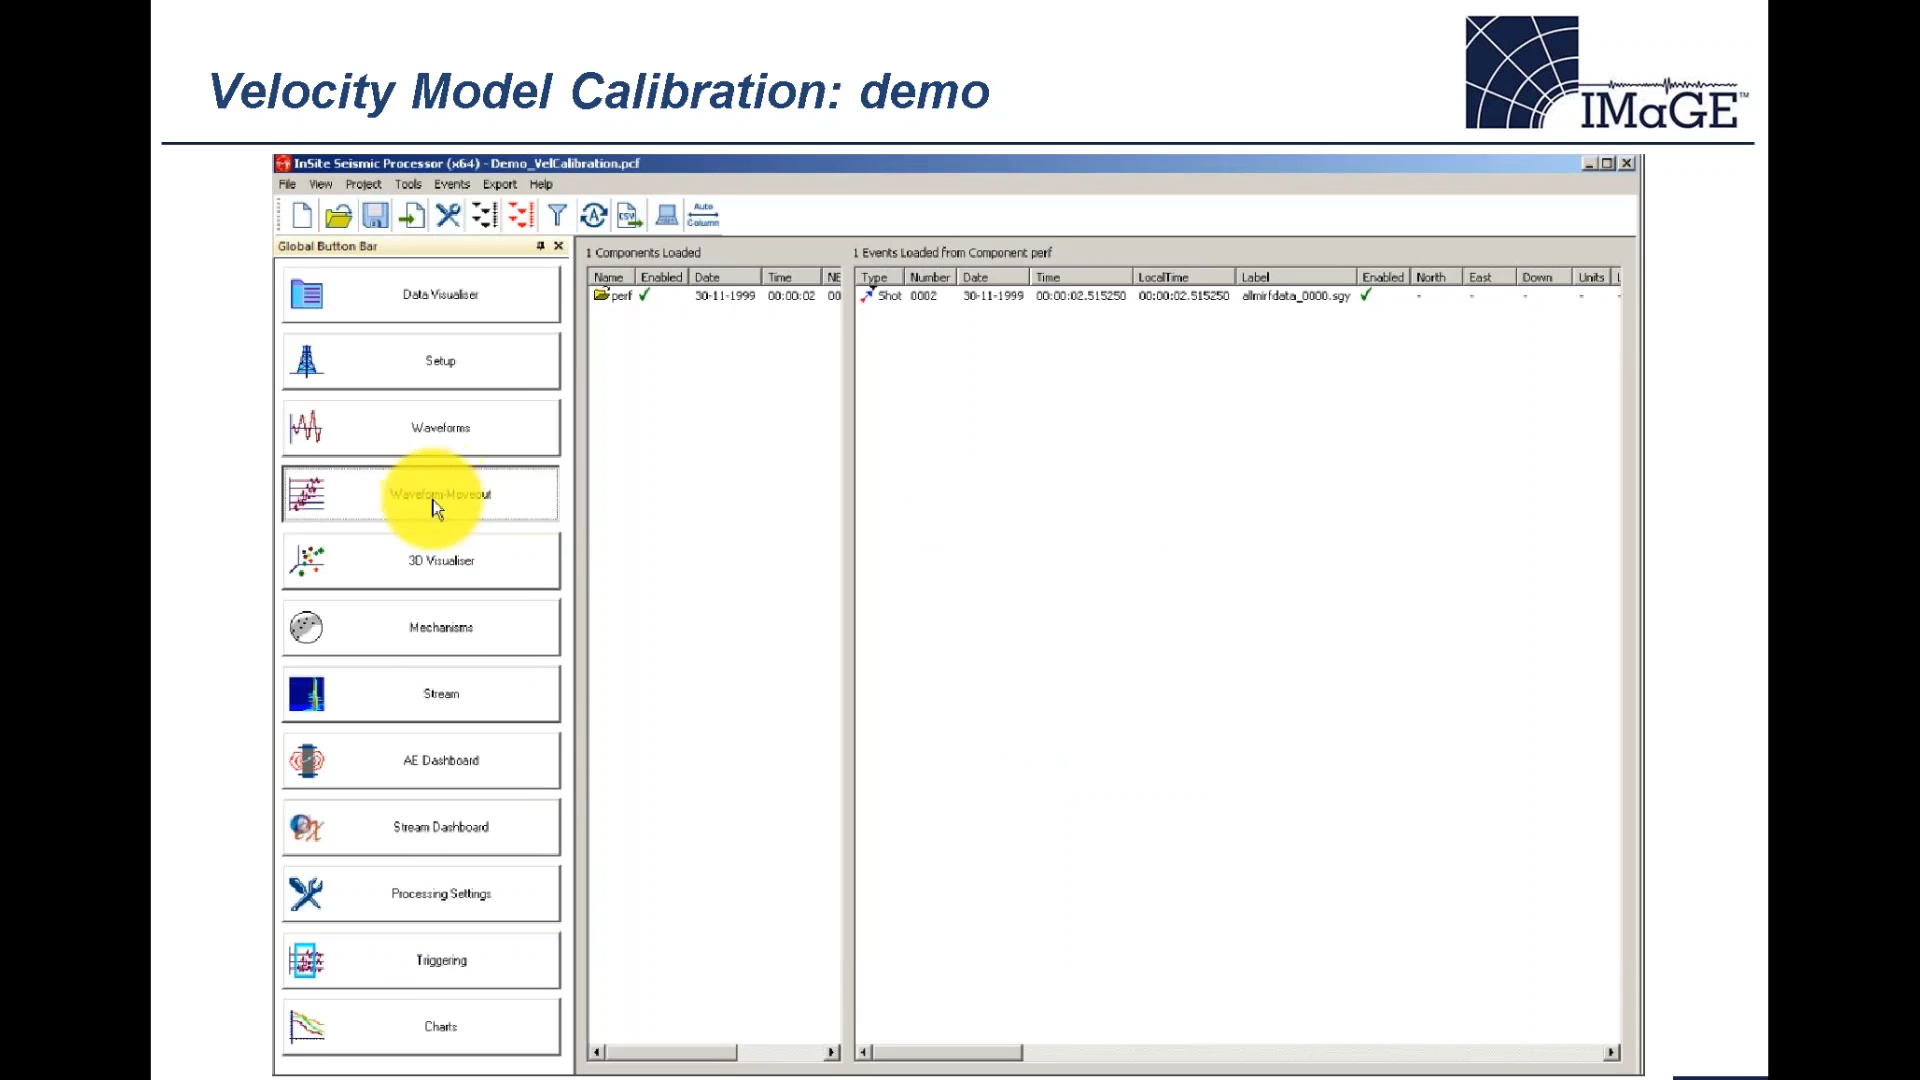 Velocity Model Calibration: demo
IMaGE™
InSite Seismic Processor (x64) - Demo_VelCalibration.pcf
File View Project Tools Events Export Help
CSV
Auto Column
Global Button Bar
Data Visualiser
Setup
Waveforms
Waveform-Moveout
3D Visualiser
Mechanisms
Stream
AE Dashboard
Stream Dashboard
Processing Settings
Triggering
Charts
1 Components Loaded
Name Enabled Date Time NE
perf 30-11-1999 00:00:02 00
1 Events Loaded from Component perf
Type Number Date Time LocalTime Label Enabled North East Down Units L
Shot 0002 30-11-1999 00:00:02.515250 00:00:02.515250 allmirfdata_0000.sgy - - - - -